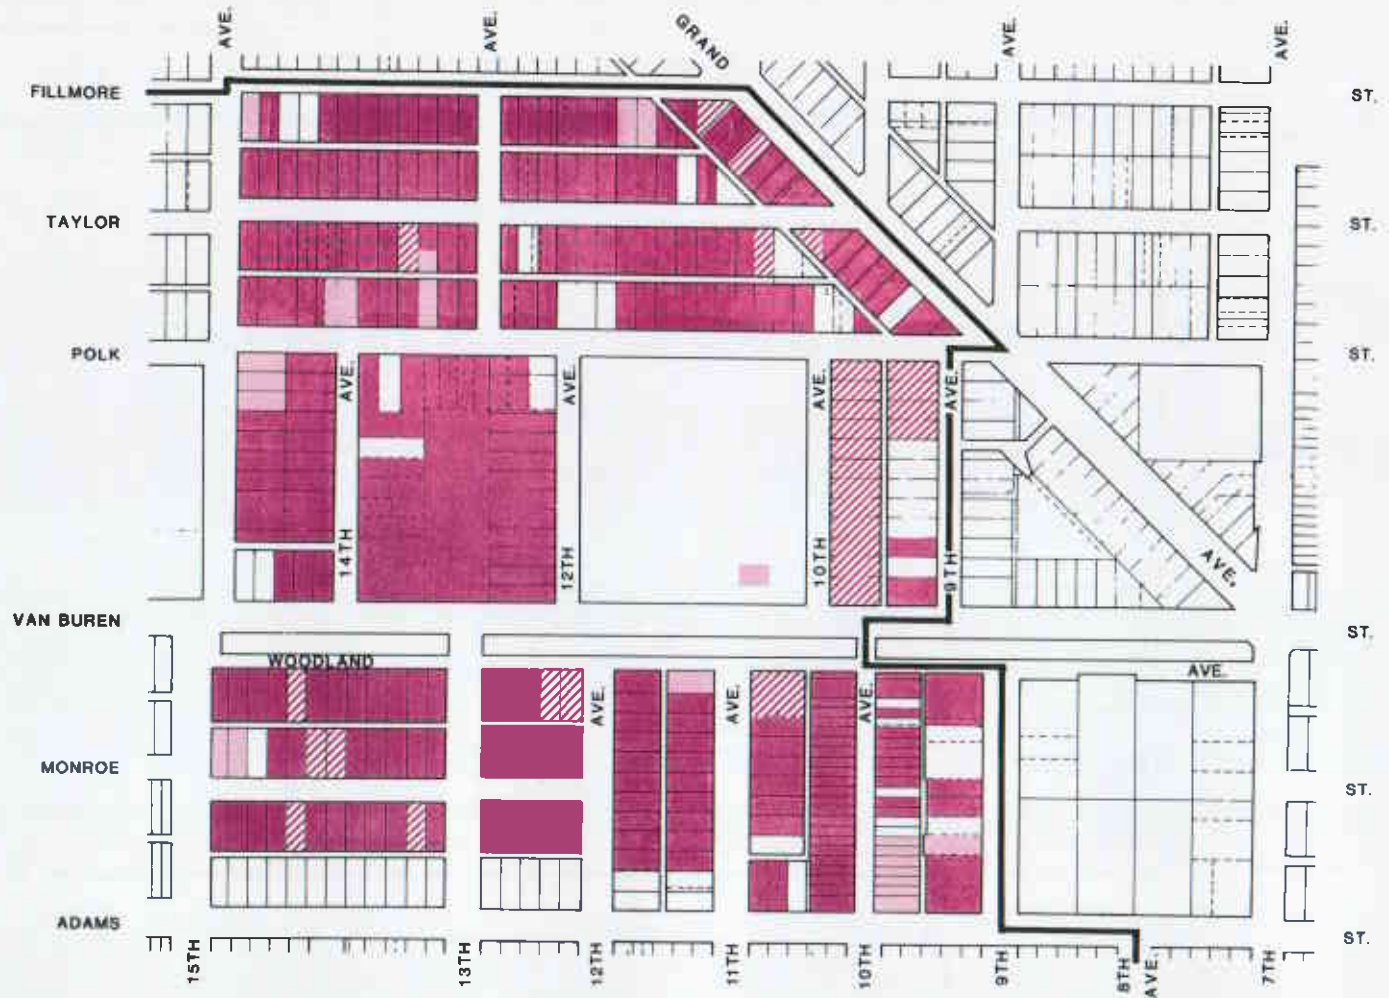 AVE.
AVE.
GRAND
AVE.
AVE.
FILLMORE
ST.
TAYLOR
ST.
POLK
ST.
AVE.
AVE.
AVE.
AVE.
14TH
12TH
10TH
9TH
AVE.
VAN BUREN
ST.
WOODLAND
AVE.
AVE.
AVE.
AVE.
MONROE
ST.
ADAMS
ST.
15TH
13TH
12TH
11TH
10TH
9TH
8TH
AVE.
7TH